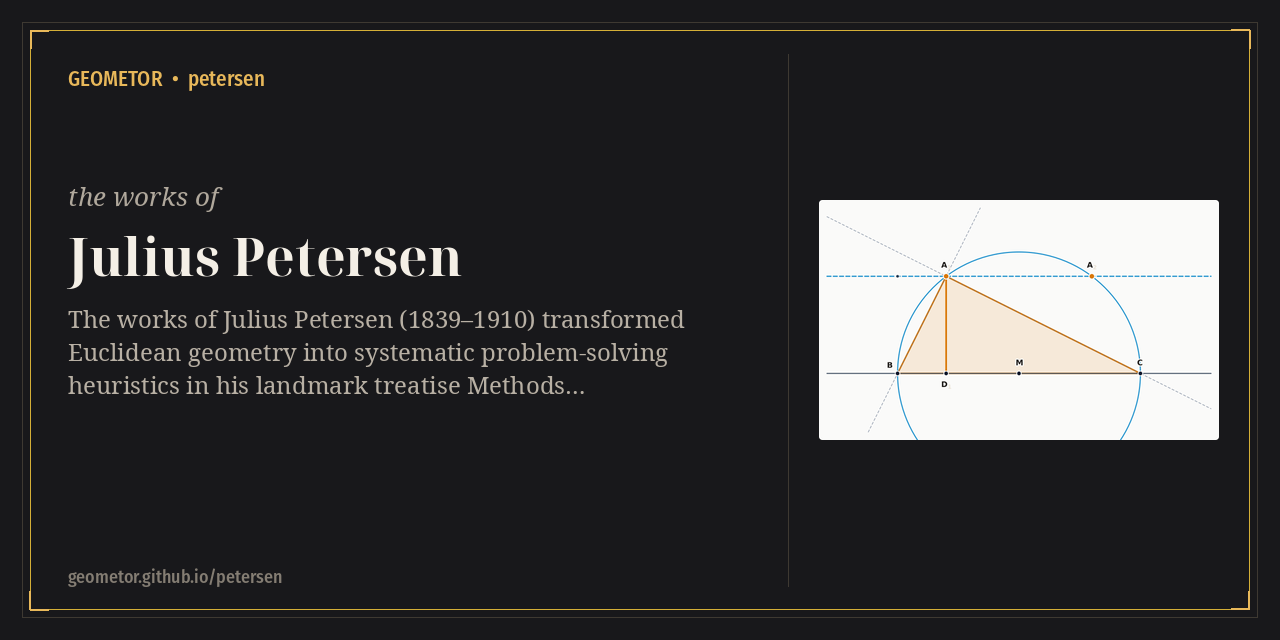 GEOMETOR • petersen
the works of
Julius Petersen
The works of Julius Petersen (1839–1910) transformed
Euclidean geometry into systematic problem-solving
heuristics in his landmark treatise Methods...
A A
B M C
D
geometor.github.io/petersen